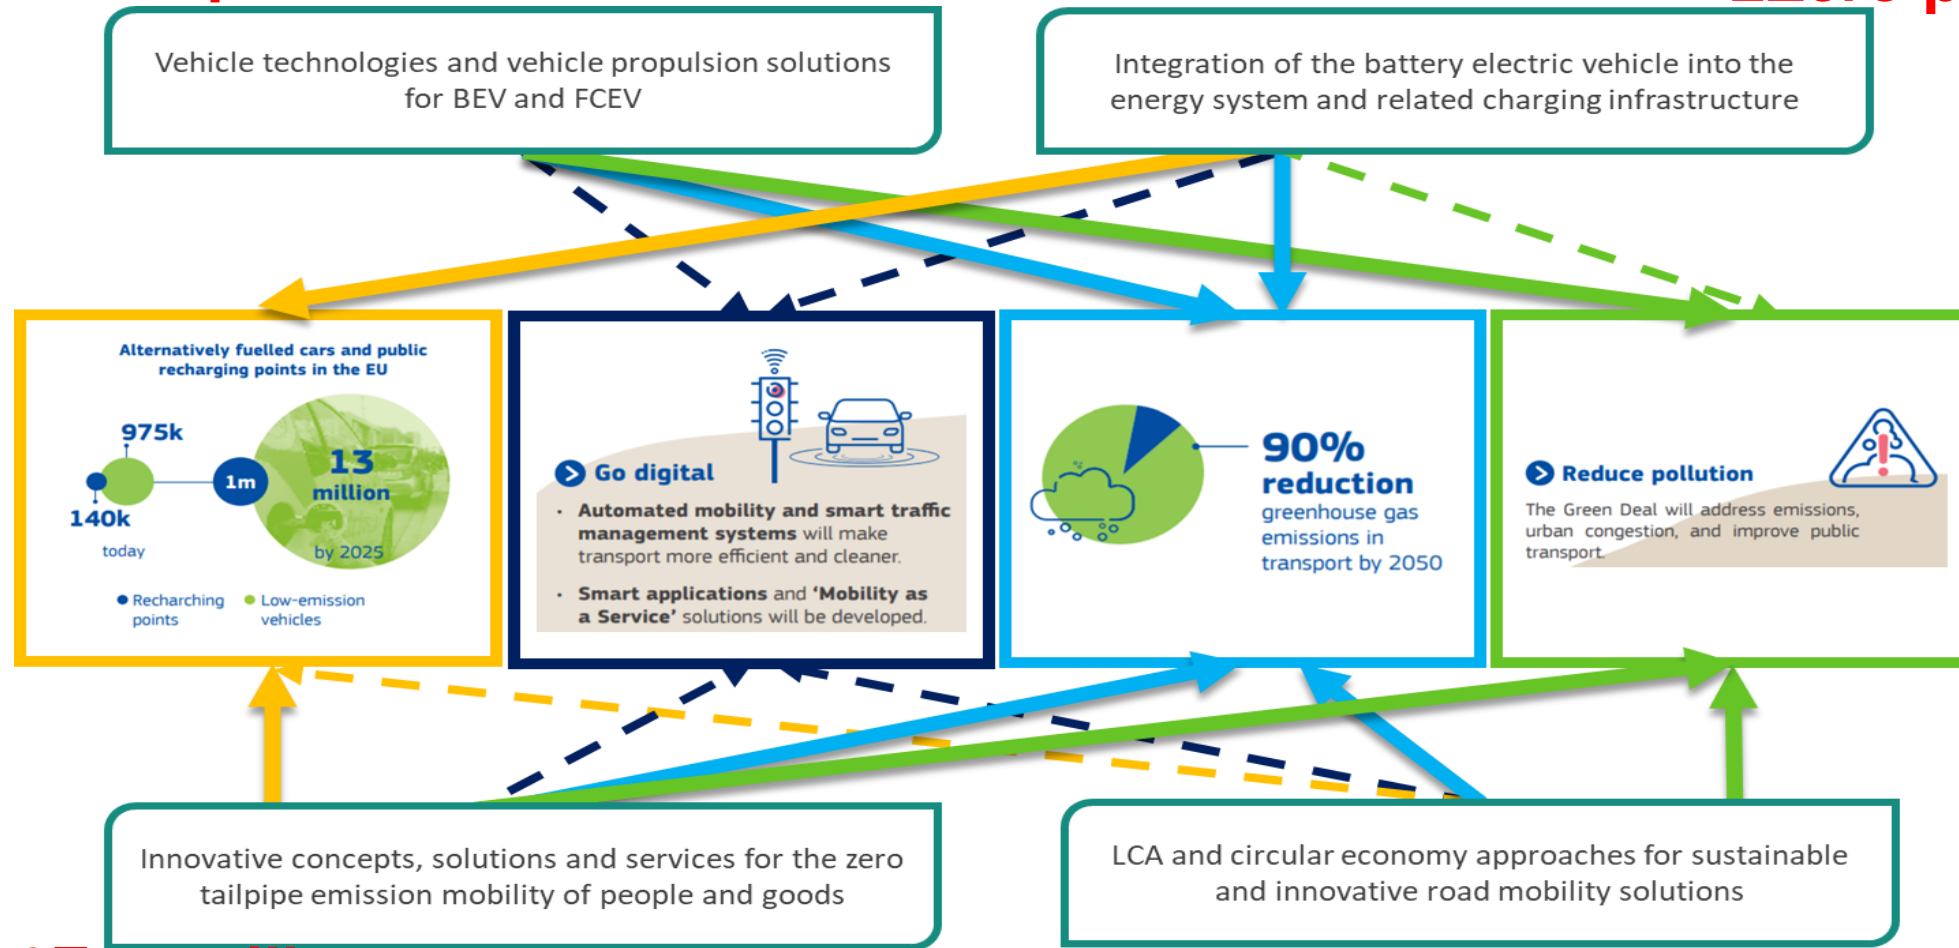 Vehicle technologies and vehicle propulsion solutions
for BEV and FCEV
Integration of the battery electric vehicle into the
energy system and related charging infrastructure
Alternatively fuelled cars and public
recharging points in the EU
975k
140k
today
1m
13
million
by 2025
Recharching
points
Low-emission
vehicles
Go digital
· Automated mobility and smart traffic
management systems will make
transport more efficient and cleaner.
· Smart applications and ‘Mobility as
a Service’ solutions will be developed.
90%
reduction
greenhouse gas
emissions in
transport by 2050
Reduce pollution
The Green Deal will address emissions,
urban congestion, and improve public
transport.
Innovative concepts, solutions and services for the zero
tailpipe emission mobility of people and goods
LCA and circular economy approaches for sustainable
and innovative road mobility solutions